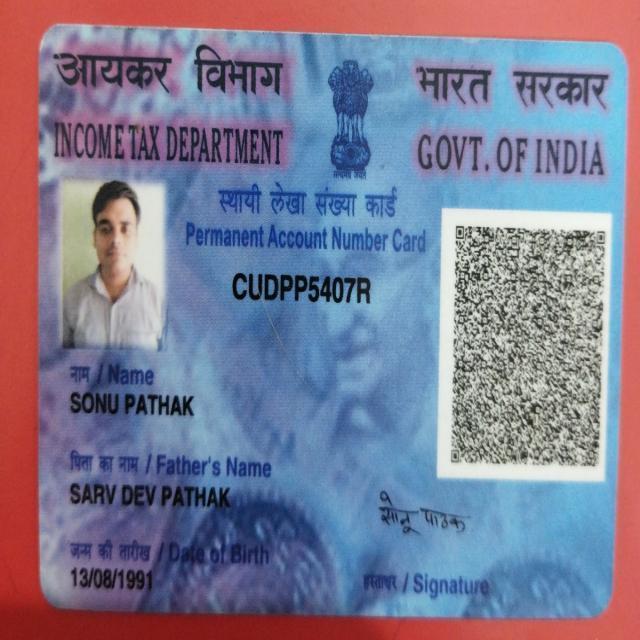 आयकर विभाग
भारत सरकार
INCOME TAX DEPARTMENT
GOVT. OF INDIA
सत्यमेव जयते
स्थायी लेखा संख्या कार्ड
Permanent Account Number Card
CUDPP5407R
नाम / Name
SONU PATHAK
पिता का नाम / Father's Name
SARV DEV PATHAK
सोनू पाठक
जन्म की तारीख / Date of Birth
13/08/1991
हस्ताक्षर / Signature